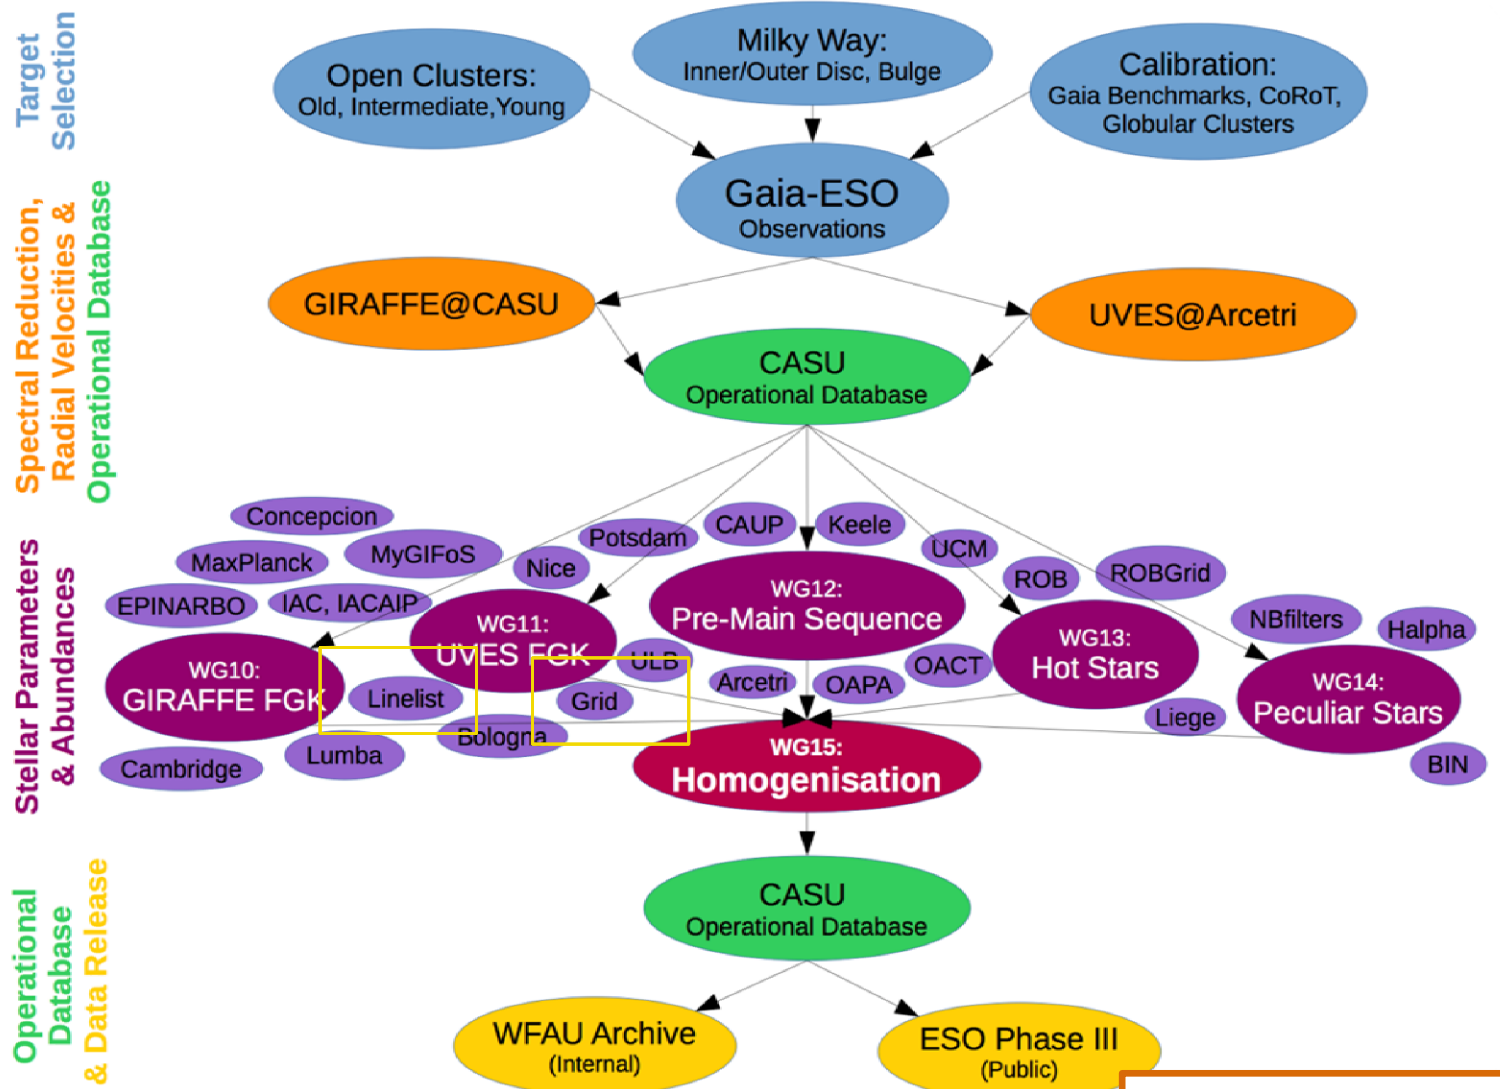 Target
Selection
Open Clusters:
Old, Intermediate,Young
Milky Way:
Inner/Outer Disc, Bulge
Calibration:
Gaia Benchmarks, CoRoT,
Globular Clusters
Gaia-ESO
Observations
Spectral Reduction,
Radial Velocities &
Operational Database
GIRAFFE@CASU
UVES@Arcetri
CASU
Operational Database
Stellar Parameters
& Abundances
Concepcion
MaxPlanck
MyGIFoS
EPINARBO
IAC, IACAIP
Nice
Potsdam
CAUP
Keele
UCM
ROB
ROBGrid
NBfilters
Halpha
WG10:
GIRAFFE FGK
WG11:
UVES FGK
WG12:
Pre-Main Sequence
WG13:
Hot Stars
WG14:
Peculiar Stars
Linelist
Grid
ULB
Arcetri
OAPA
OACT
Liege
BIN
Cambridge
Lumba
Bologna
WG15:
Homogenisation
Operational
Database
& Data Release
CASU
Operational Database
WFAU Archive
(Internal)
ESO Phase III
(Public)